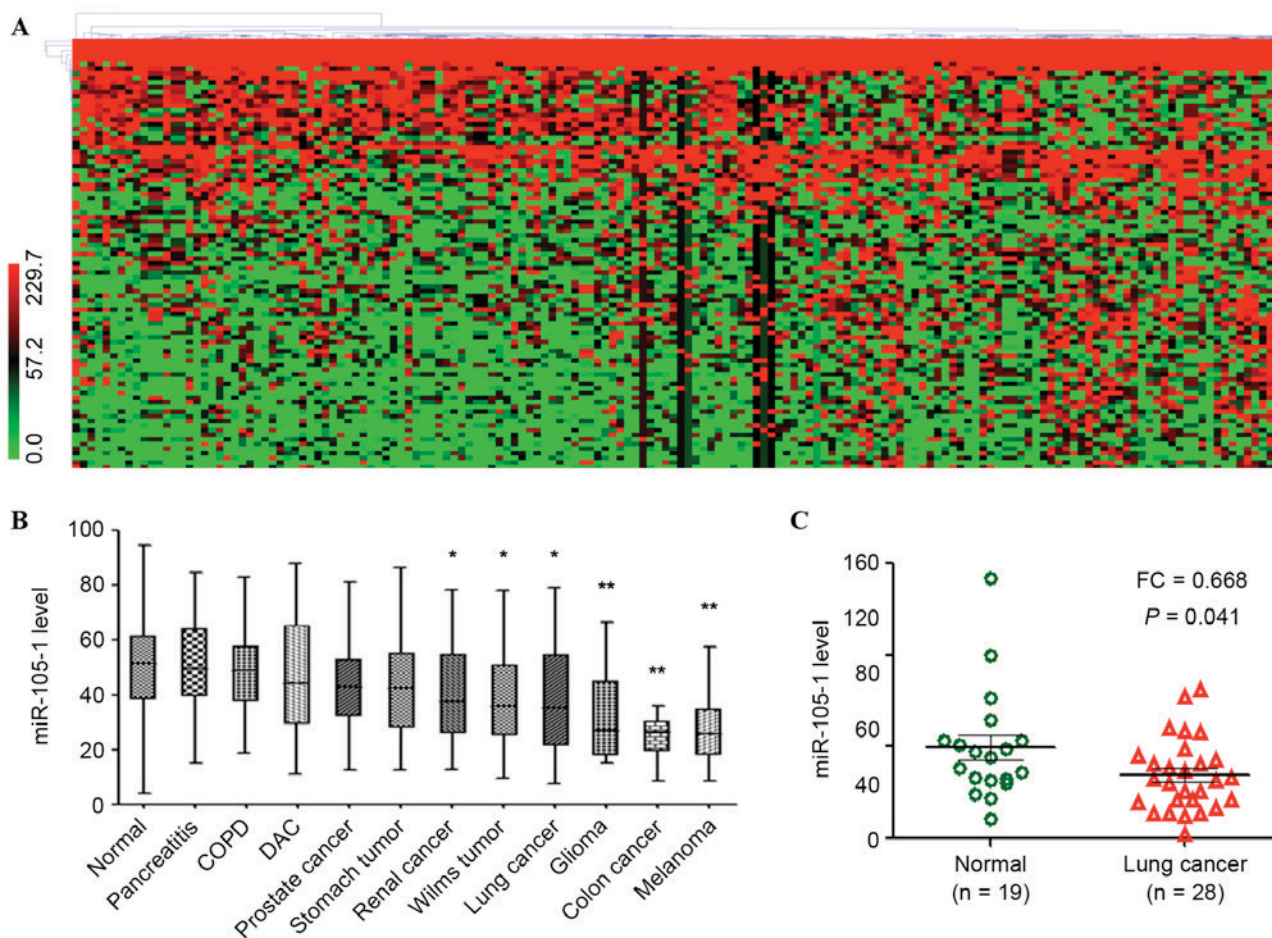 A
229.7
57.2
0.0
B
miR-105-1 level
100
80
60
40
20
0
* * * ** ** **
Normal
Pancreatitis
COPD
DAC
Prostate cancer
Stomach tumor
Renal cancer
Wilms tumor
Lung cancer
Glioma
Colon cancer
Melanoma
C
miR-105-1 level
160
120
60
40
0
FC = 0.668
P = 0.041
Normal
(n = 19)
Lung cancer
(n = 28)